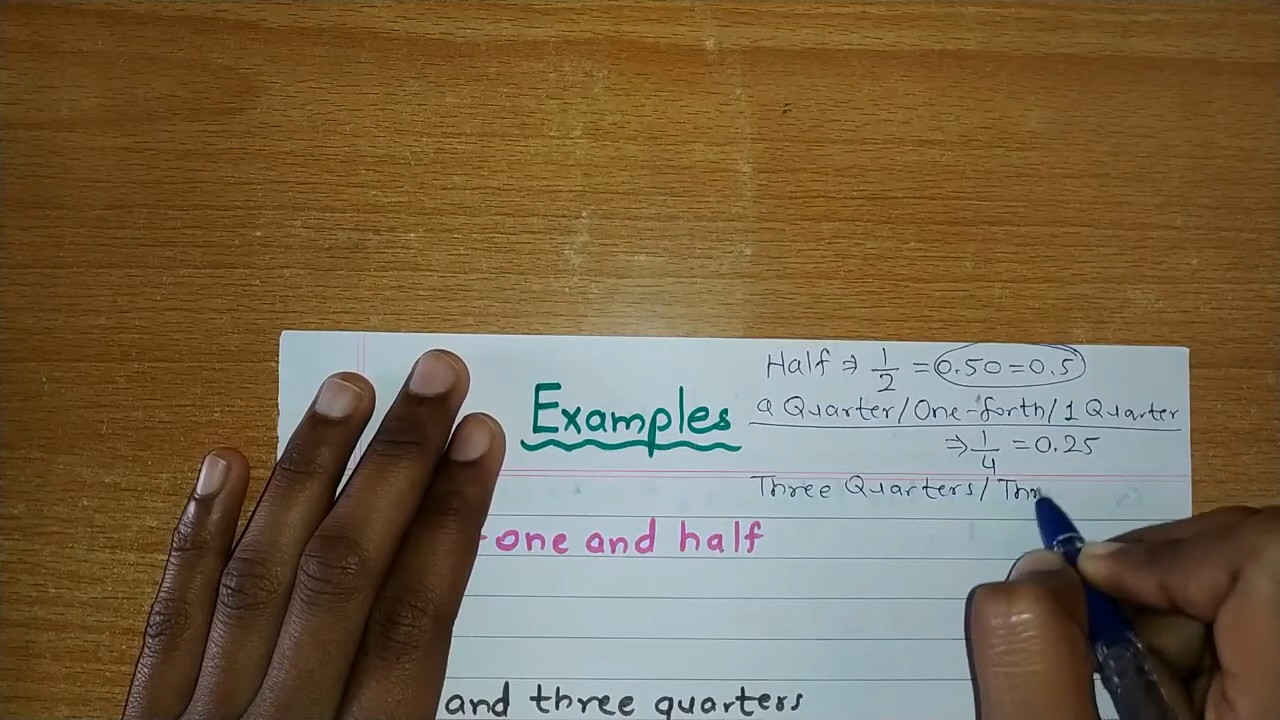 Half ⇒ 1/2 = 0.50=0.5
Examples
a Quarter/One-forth/1 Quarter
⇒ 1/4 = 0.25
Three Quarters/Thr
-one and half
and three quarters